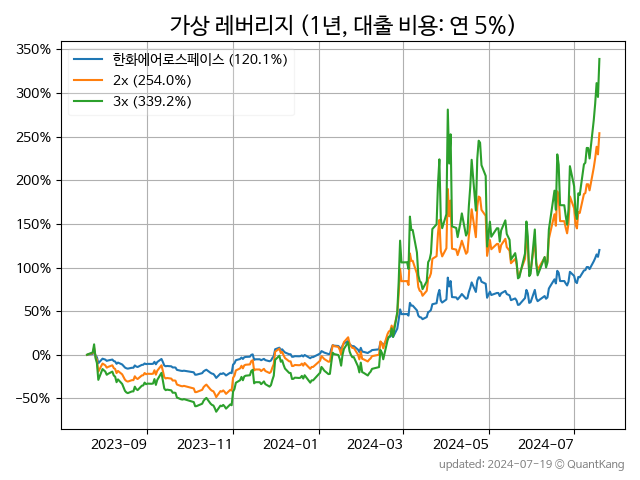 가상 레버리지 (1년, 대출 비용: 연 5%)
350%
300%
250%
200%
150%
100%
50%
0%
−50%
한화에어로스페이스 (120.1%)
2x (254.0%)
3x (339.2%)
2023-09 2023-11 2024-01 2024-03 2024-05 2024-07
updated: 2024-07-19 © QuantKang